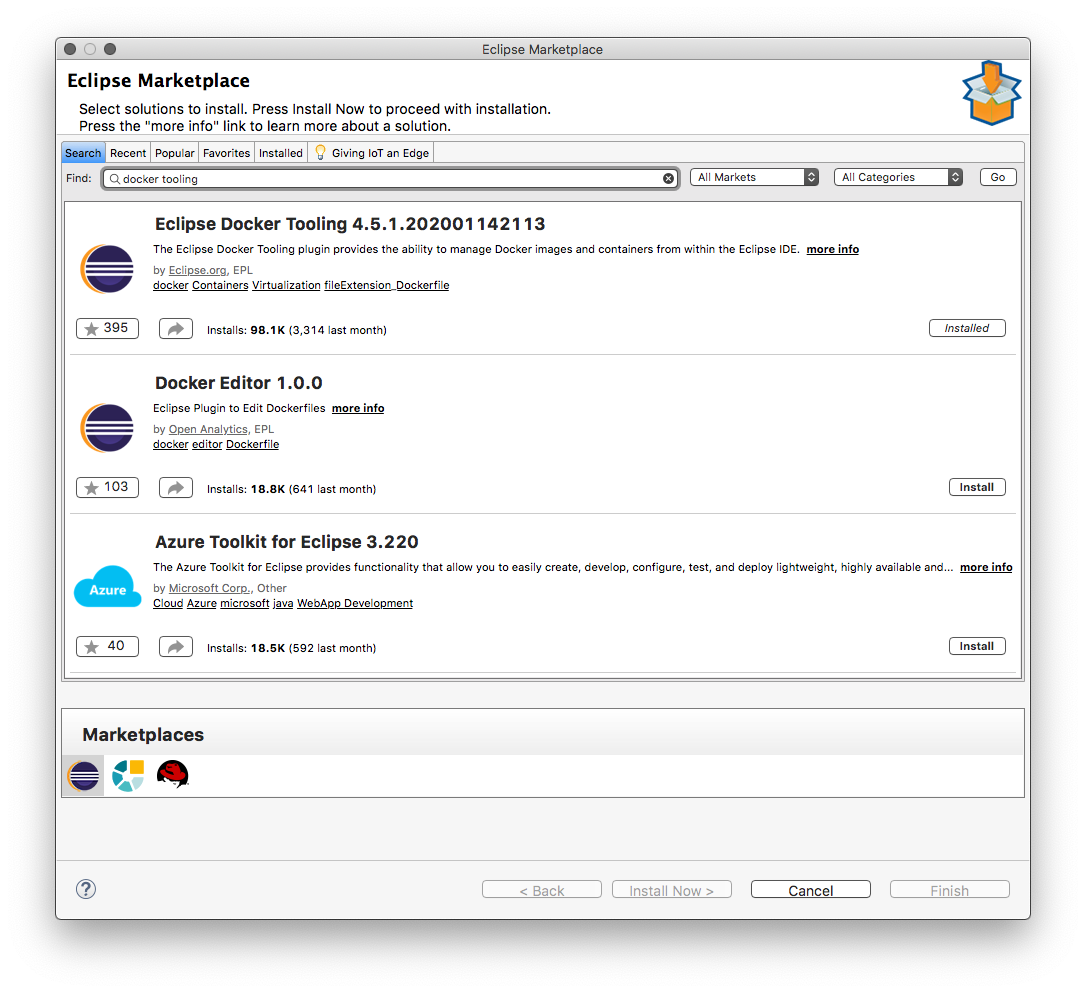 Eclipse Marketplace
Eclipse Marketplace
Select solutions to install. Press Install Now to proceed with installation.
Press the "more info" link to learn more about a solution.
Search Recent Popular Favorites Installed Giving IoT an Edge
Find: docker tooling All Markets All Categories Go
Eclipse Docker Tooling 4.5.1.202001142113
The Eclipse Docker Tooling plugin provides the ability to manage Docker images and containers from within the Eclipse IDE. more info
by Eclipse.org, EPL
docker Containers Virtualization fileExtension_Dockerfile
395 Installs: 98.1K (3,314 last month) Installed
Docker Editor 1.0.0
Eclipse Plugin to Edit Dockerfiles more info
by Open Analytics, EPL
docker editor Dockerfile
103 Installs: 18.8K (641 last month) Install
Azure Toolkit for Eclipse 3.220
The Azure Toolkit for Eclipse provides functionality that allow you to easily create, develop, configure, test, and deploy lightweight, highly available and... more info
Azure
by Microsoft Corp., Other
Cloud Azure microsoft java WebApp Development
40 Installs: 18.5K (592 last month) Install
Marketplaces
? < Back Install Now > Cancel Finish